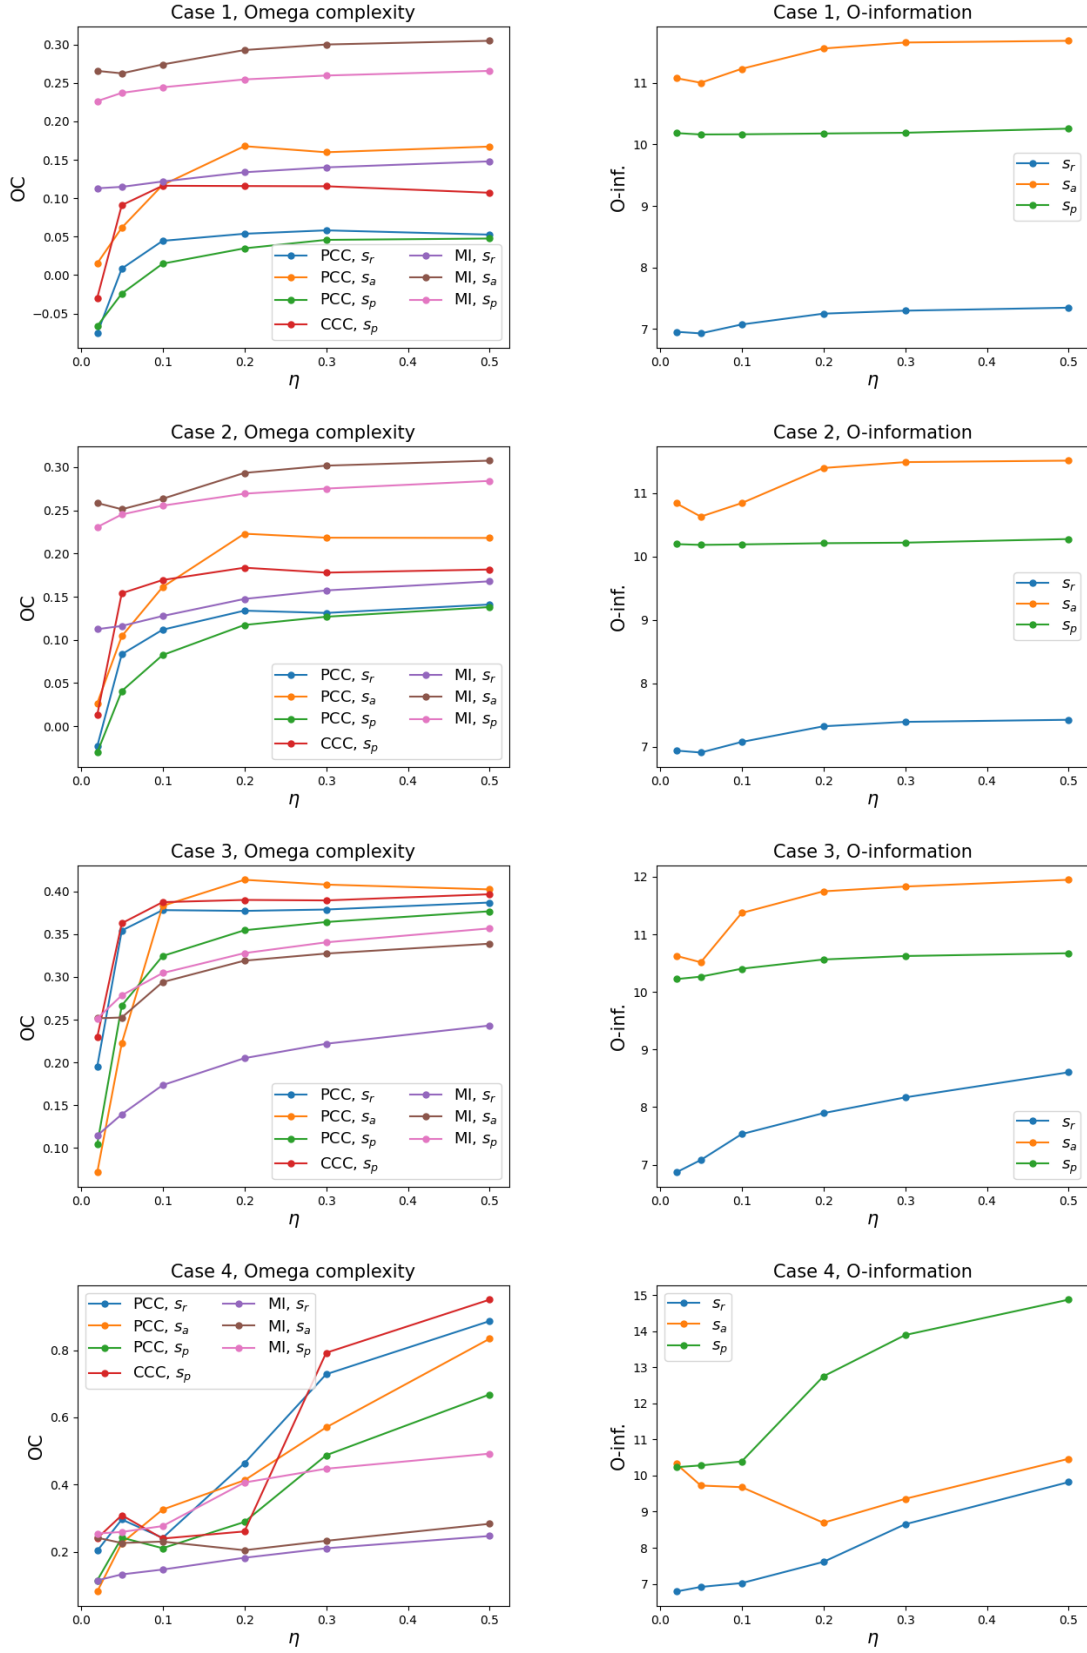 Case 1, Omega complexity
0.30
0.25
0.20
0.15
0.10
0.05
0.00
−0.05
OC
PCC, s_r
PCC, s_a
PCC, s_p
CCC, s_p
MI, s_r
MI, s_a
MI, s_p
0.0 0.1 0.2 0.3 0.4 0.5
η
Case 1, O-information
11
10
9
8
7
O-inf.
s_r
s_a
s_p
0.0 0.1 0.2 0.3 0.4 0.5
η
Case 2, Omega complexity
0.30
0.25
0.20
0.15
0.10
0.05
0.00
OC
PCC, s_r
PCC, s_a
PCC, s_p
CCC, s_p
MI, s_r
MI, s_a
MI, s_p
0.0 0.1 0.2 0.3 0.4 0.5
η
Case 2, O-information
11
10
9
8
7
O-inf.
s_r
s_a
s_p
0.0 0.1 0.2 0.3 0.4 0.5
η
Case 3, Omega complexity
0.40
0.35
0.30
0.25
0.20
0.15
0.10
OC
PCC, s_r
PCC, s_a
PCC, s_p
CCC, s_p
MI, s_r
MI, s_a
MI, s_p
0.0 0.1 0.2 0.3 0.4 0.5
η
Case 3, O-information
12
11
10
9
8
7
O-inf.
s_r
s_a
s_p
0.0 0.1 0.2 0.3 0.4 0.5
η
Case 4, Omega complexity
0.8
0.6
0.4
0.2
OC
PCC, s_r
PCC, s_a
PCC, s_p
CCC, s_p
MI, s_r
MI, s_a
MI, s_p
0.0 0.1 0.2 0.3 0.4 0.5
η
Case 4, O-information
15
14
13
12
11
10
9
8
7
O-inf.
s_r
s_a
s_p
0.0 0.1 0.2 0.3 0.4 0.5
η